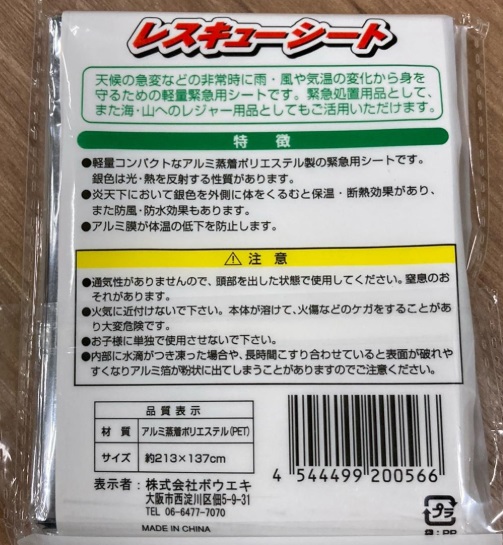 レスキューシート
天候の急変などの非常時に雨・風や気温の変化から身を
守るための軽量緊急用シートです。緊急処置用品として、
また海・山へのレジャー用品としてもご活用いただけます。
特徴
●軽量コンパクトなアルミ蒸着ポリエステル製の緊急用シートです。
銀色は光・熱を反射する性質があります。
●炎天下において銀色を外側に体をくるむと保温・断熱効果があり、
また防風・防水効果もあります。
●アルミ膜が体温の低下を防止します。
⚠注意
●通気性がありませんので、頭部を出した状態で使用してください。窒息のお
それがあります。
●火気に近付けないで下さい。本体が溶けて、火傷などのケガをすることがあ
り大変危険です。
●お子様に単独で使用させないで下さい。
●内部に水滴がつき凍った場合や、長時間こすり合わせていると表面が破れや
すくなりアルミ箔が粉状に出てしまうことがありますのでご注意ください。
品質表示
材質 アルミ蒸着ポリエステル(PET)
サイズ 約213×137cm
表示者:株式会社ボウエキ
大阪市西淀川区佃5-9-31
TEL 06-6477-7070
MADE IN CHINA
4 544499 200566
プラ
袋:PP